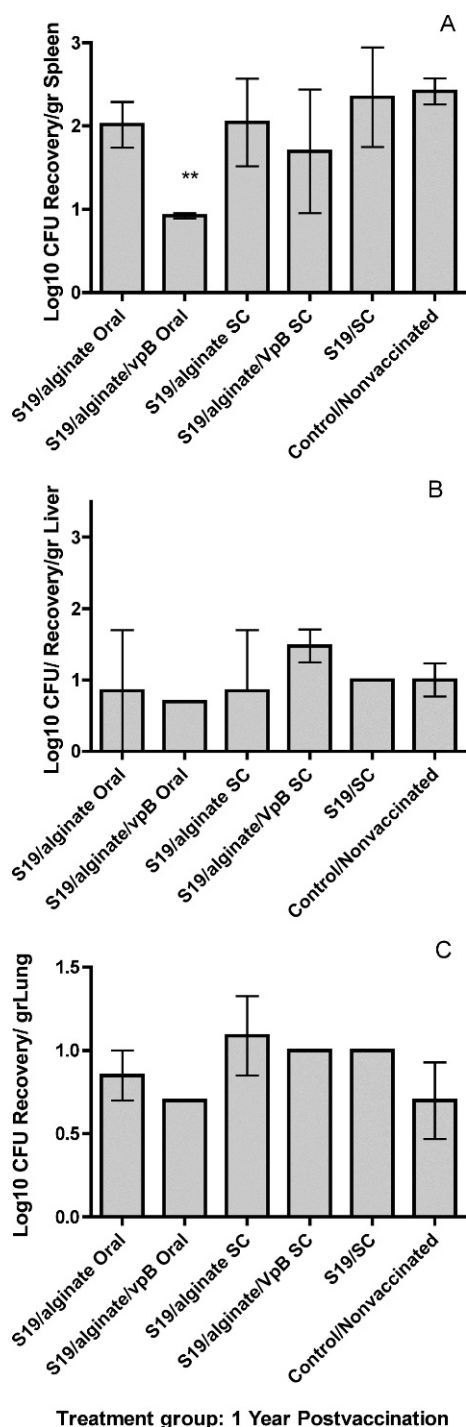 A
Log10 CFU Recovery/gr Spleen
3
2
1
0
**
S19/alginate Oral
S19/alginate/vpB Oral
S19/alginate SC
S19/alginate/VpB SC
S19/SC
Control/Nonvaccinated
B
Log10 CFU/ Recovery/gr Liver
3
2
1
0
S19/alginate Oral
S19/alginate/vpB Oral
S19/alginate SC
S19/alginate/VpB SC
S19/SC
Control/Nonvaccinated
C
Log10 CFU Recovery/ grLung
1.5
1.0
0.5
0.0
S19/alginate Oral
S19/alginate/vpB Oral
S19/alginate SC
S19/alginate/VpB SC
S19/SC
Control/Nonvaccinated
Treatment group: 1 Year Postvaccination